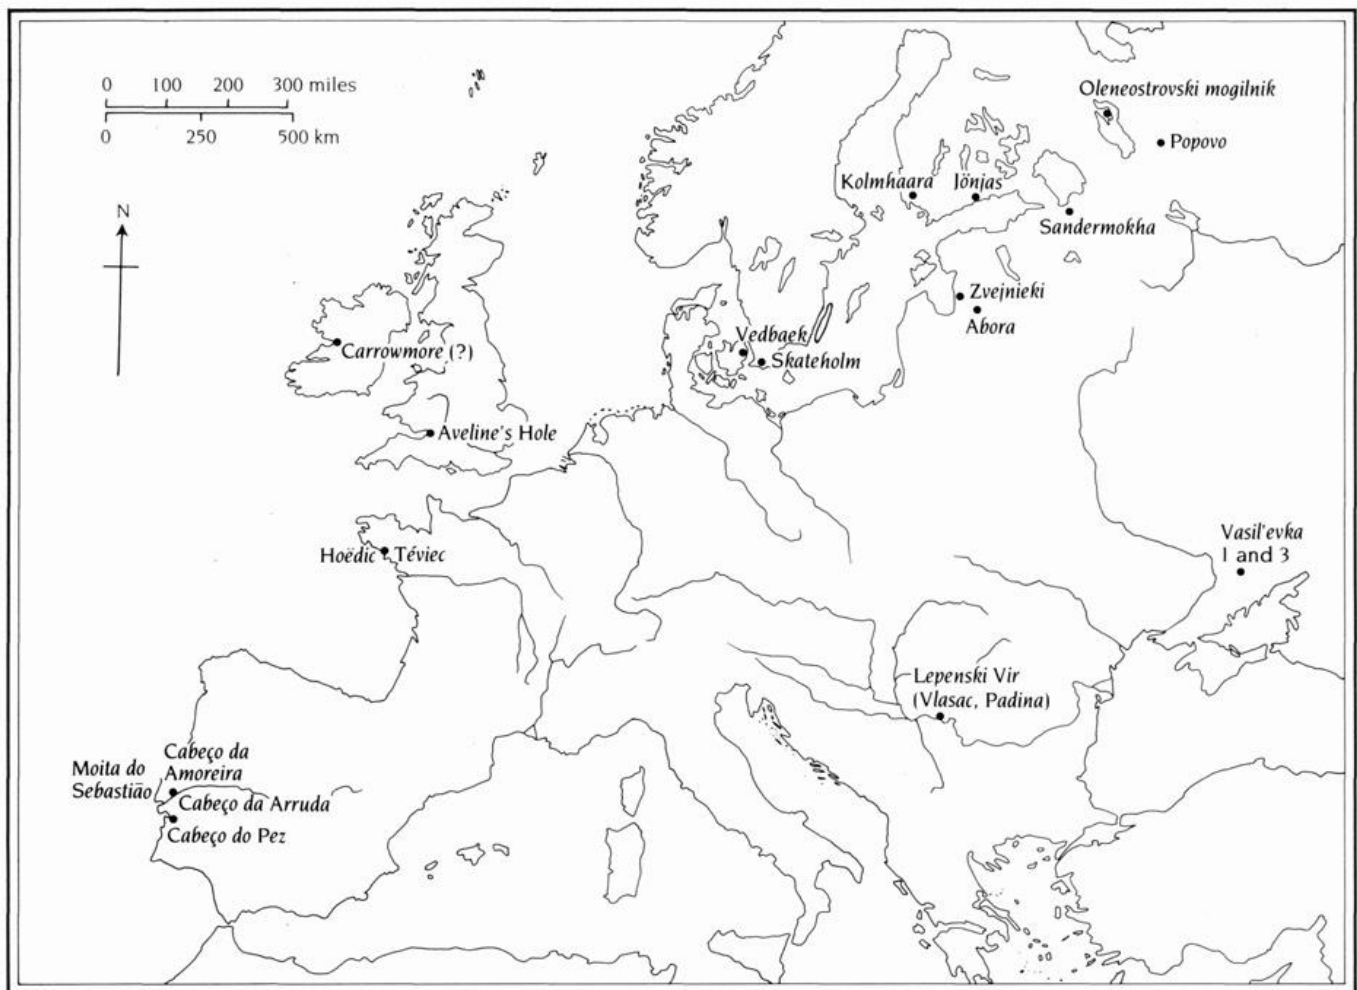 0 100 200 300 miles
0 250 500 km
N
Oleneostrovski mogilnik
Popovo
Kolmhaara
Jönjas
Sandermokha
Zvejnieki
Abora
Vedbaek
Skateholm
Carrowmore (?)
Aveline's Hole
Hoëdic
Téviec
Vasil'evka
1 and 3
Lepenski Vir
(Vlasac, Padina)
Moita do
Sebastião
Cabeço da
Amoreira
Cabeço da Arruda
Cabeço do Pez